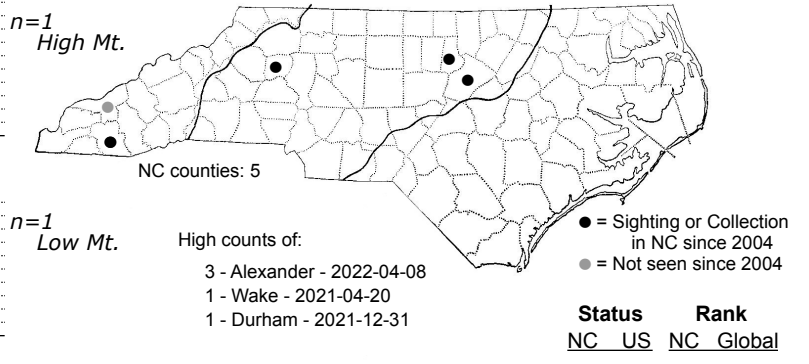 n=1
High Mt.
NC counties: 5
n=1
Low Mt.
High counts of:
3 - Alexander - 2022-04-08
1 - Wake - 2021-04-20
1 - Durham - 2021-12-31
= Sighting or Collection
in NC since 2004
= Not seen since 2004
Status Rank
NC US NC Global